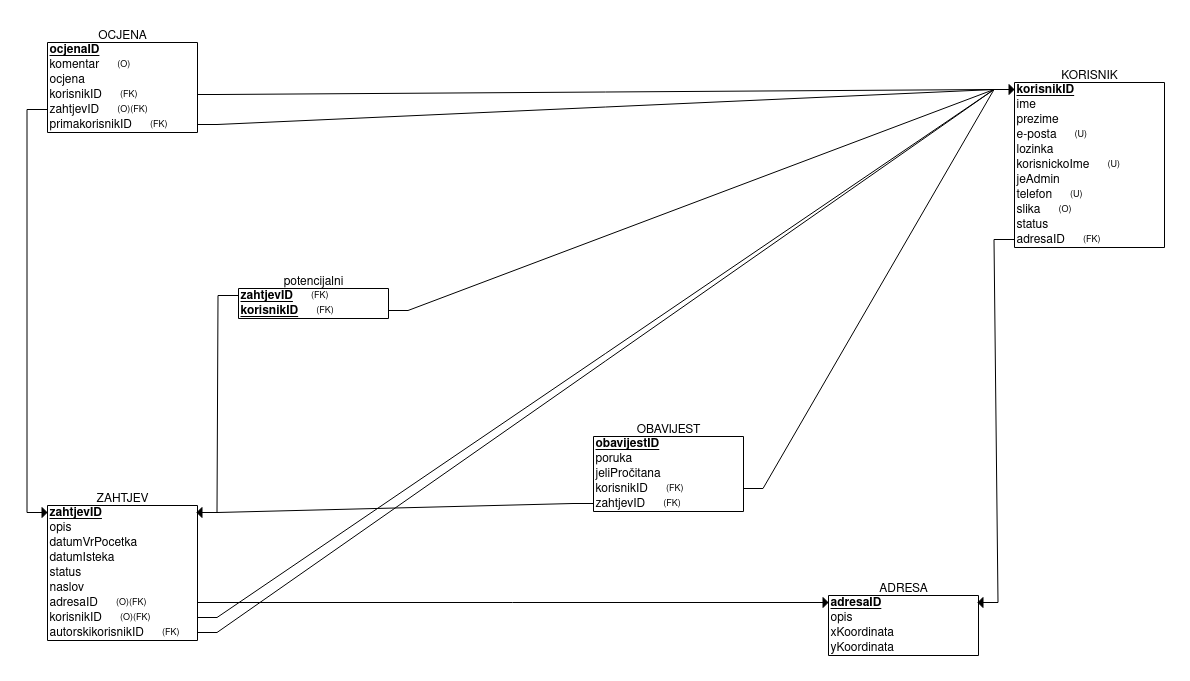 OCJENA
ocjenaID
komentar (O)
ocjena
korisnikID (FK)
zahtjevID (O)(FK)
primakorisnikID (FK)
KORISNIK
korisnikID
ime
prezime
e-posta (U)
lozinka
korisnickoIme (U)
jeAdmin
telefon (U)
slika (O)
status
adresaID (FK)
potencijalni
zahtjevID (FK)
korisnikID (FK)
OBAVIJEST
obavijestID
poruka
jeliPročitana
korisnikID (FK)
zahtjevID (FK)
ZAHTJEV
zahtjevID
opis
datumVrPocetka
datumIsteka
status
naslov
adresaID (O)(FK)
korisnikID (O)(FK)
autorskikorisnikID (FK)
ADRESA
adresaID
opis
xKoordinata
yKoordinata